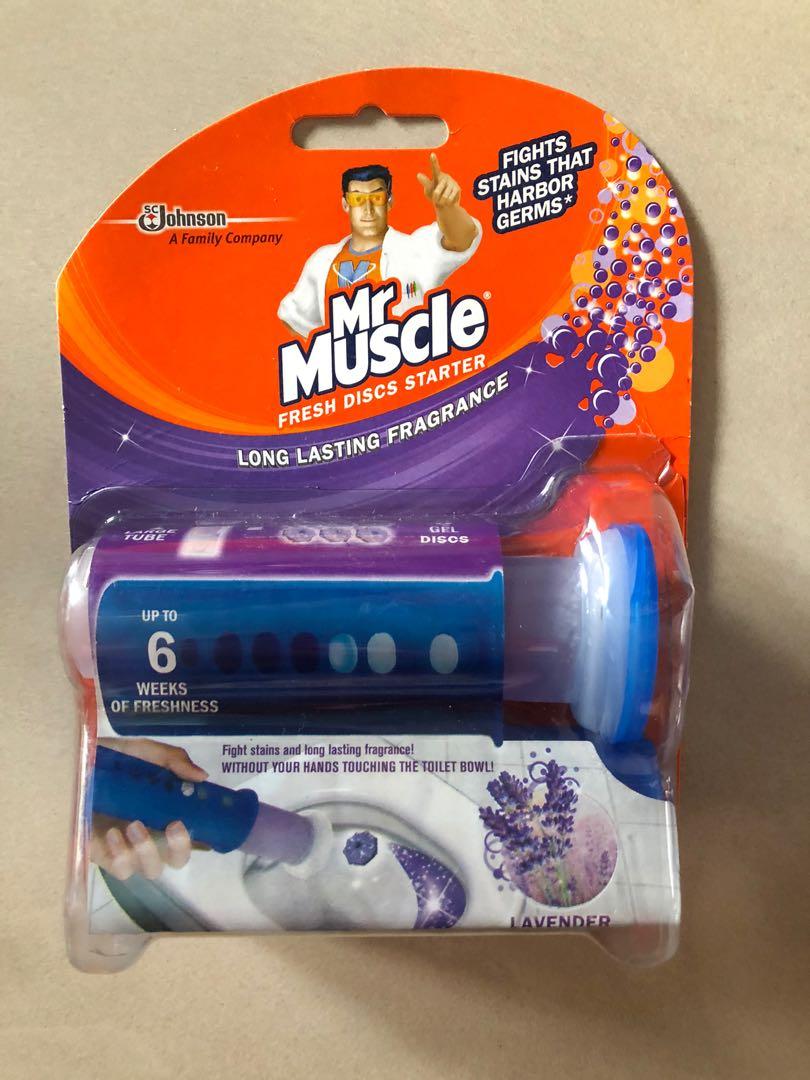 SC Johnson
A Family Company
FIGHTS
STAINS THAT
HARBOR
GERMS*
M
Mr
Muscle®
FRESH DISCS STARTER
LONG LASTING FRAGRANCE
LARGE
TUBE
GEL
DISCS
UP TO
6
WEEKS
OF FRESHNESS
Fight stains and long lasting fragrance!
WITHOUT YOUR HANDS TOUCHING THE TOILET BOWL!
LAVENDER